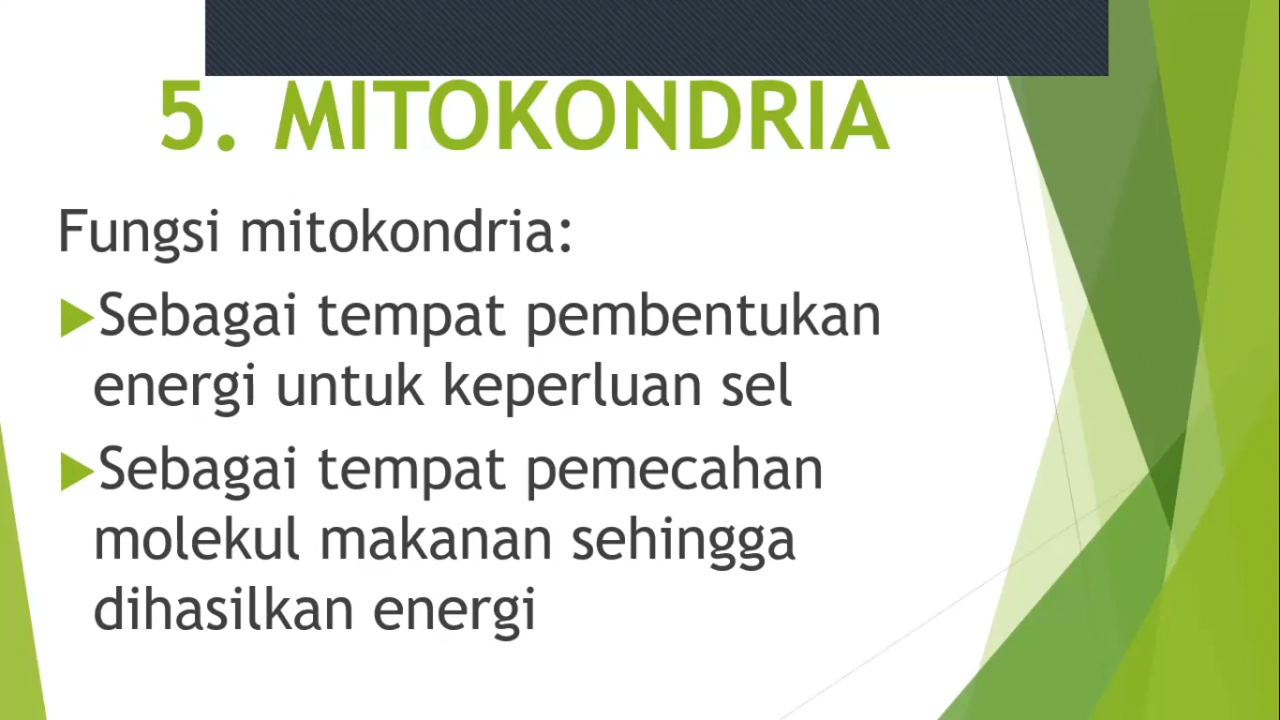 5. MITOKONDRIA
Fungsi mitokondria:
Sebagai tempat pembentukan
energi untuk keperluan sel
Sebagai tempat pemecahan
molekul makanan sehingga
dihasilkan energi